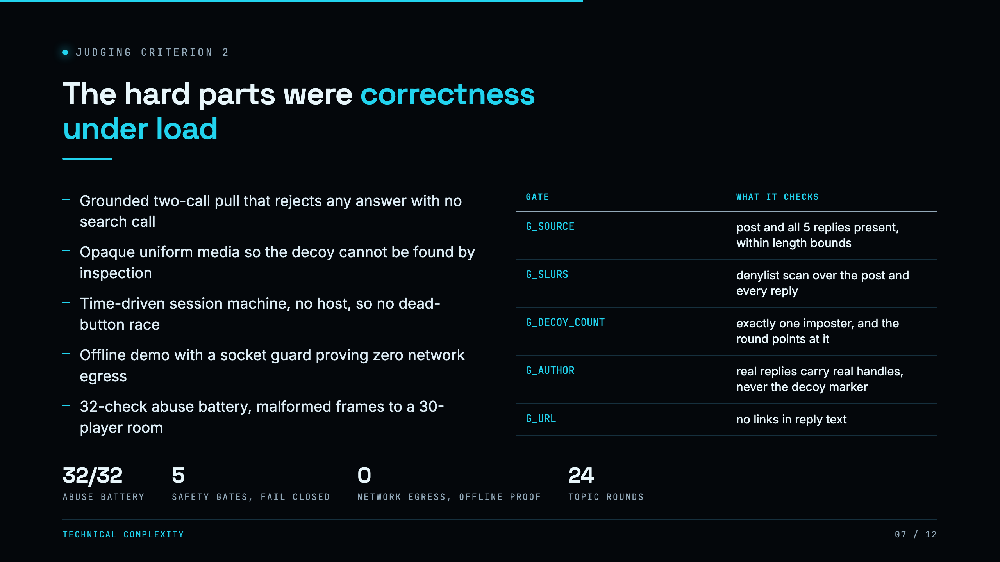 JUDGING CRITERION 2
The hard parts were correctness
under load
– Grounded two-call pull that rejects any answer with no
search call
– Opaque uniform media so the decoy cannot be found by
inspection
– Time-driven session machine, no host, so no dead-
button race
– Offline demo with a socket guard proving zero network
egress
– 32-check abuse battery, malformed frames to a 30-
player room
GATE WHAT IT CHECKS
G_SOURCE post and all 5 replies present,
within length bounds
G_SLURS denylist scan over the post and
every reply
G_DECOY_COUNT exactly one imposter, and the
round points at it
G_AUTHOR real replies carry real handles,
never the decoy marker
G_URL no links in reply text
32/32 5 0 24
ABUSE BATTERY SAFETY GATES, FAIL CLOSED NETWORK EGRESS, OFFLINE PROOF TOPIC ROUNDS
TECHNICAL COMPLEXITY 07 / 12